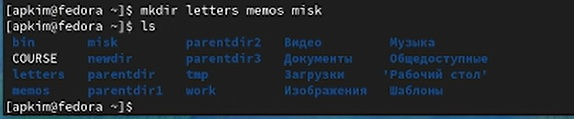 [apkim@fedora ~]$ mkdir letters memos misk
[apkim@fedora ~]$ ls
bin misk parentdir2 Видео Музыка
COURSE newdir parentdir3 Документы Общедоступные
letters parentdir tmp Загрузки 'Рабочий стол'
memos parentdir1 work Изображения Шаблоны
[apkim@fedora ~]$